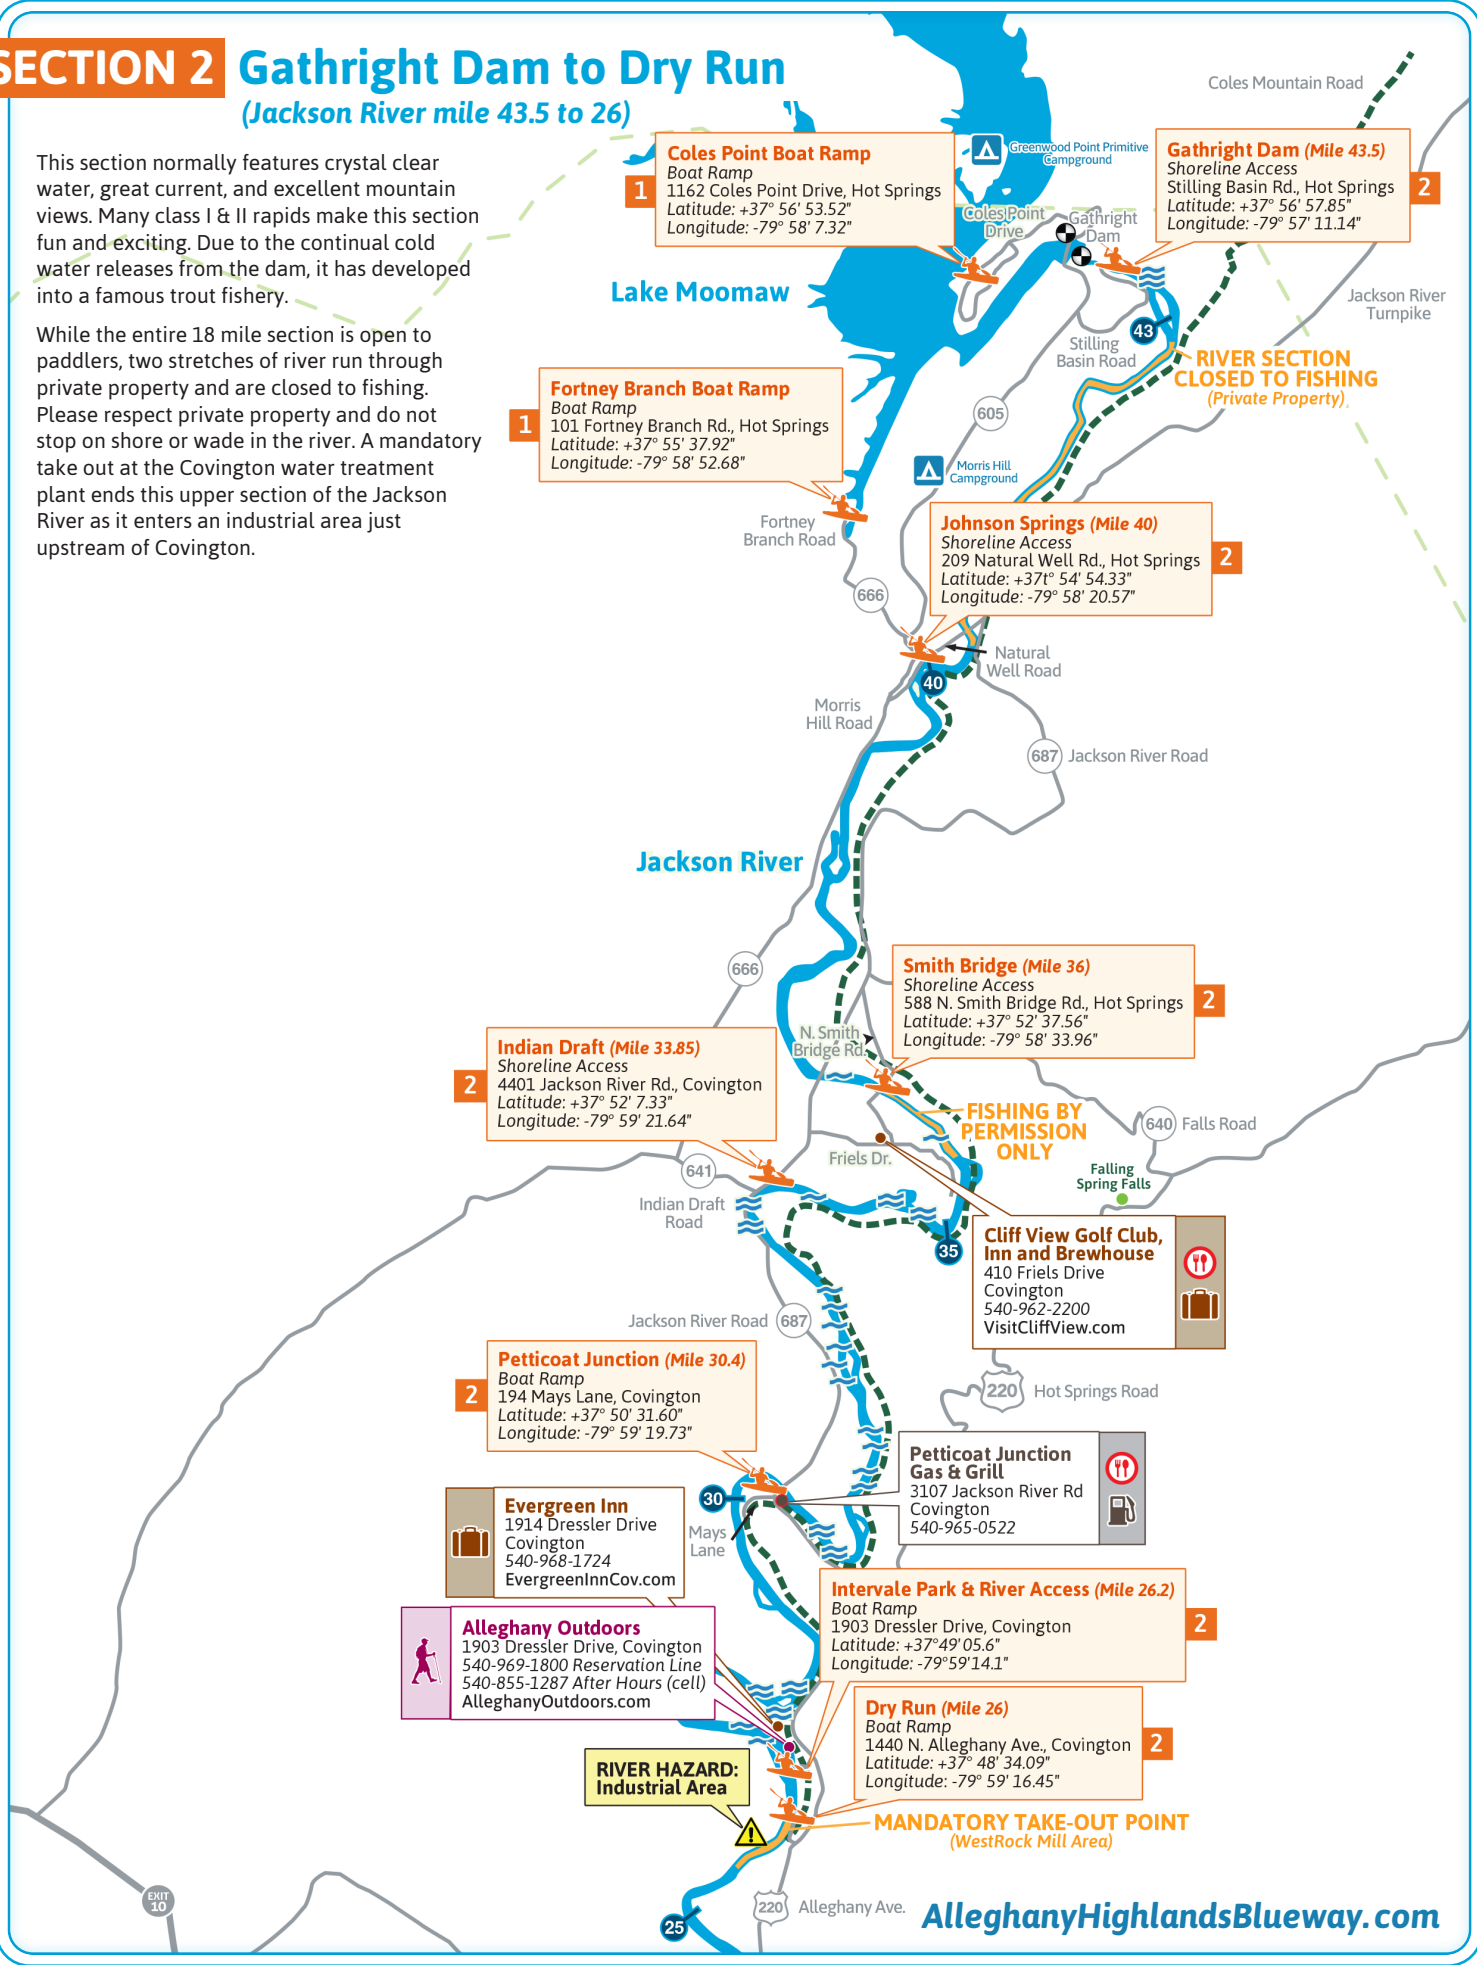 SECTION 2
Gathright Dam to Dry Run
(Jackson River mile 43.5 to 26)
This section normally features crystal clear
water, great current, and excellent mountain
views. Many class I & II rapids make this section
fun and exciting. Due to the continual cold
water releases from the dam, it has developed
into a famous trout fishery.
While the entire 18 mile section is open to
paddlers, two stretches of river run through
private property and are closed to fishing.
Please respect private property and do not
stop on shore or wade in the river. A mandatory
take out at the Covington water treatment
plant ends this upper section of the Jackson
River as it enters an industrial area just
upstream of Covington.
Coles Mountain Road
1
Coles Point Boat Ramp
Boat Ramp
1162 Coles Point Drive, Hot Springs
Latitude: +37° 56' 53.52"
Longitude: -79° 58' 7.32"
Greenwood Point Primitive
Campground
Gathright Dam (Mile 43.5)
Shoreline Access
Stilling Basin Rd., Hot Springs
Latitude: +37° 56' 57.85"
Longitude: -79° 57' 11.14"
2
Coles Point
Drive
Gathright
Dam
Lake Moomaw
Jackson River
Turnpike
43
Stilling
Basin Road
RIVER SECTION
CLOSED TO FISHING
(Private Property)
1
Fortney Branch Boat Ramp
Boat Ramp
101 Fortney Branch Rd., Hot Springs
Latitude: +37° 55' 37.92"
Longitude: -79° 58' 52.68"
605
Morris Hill
Campground
Fortney
Branch Road
Johnson Springs (Mile 40)
Shoreline Access
209 Natural Well Rd., Hot Springs
Latitude: +37t° 54' 54.33"
Longitude: -79° 58' 20.57"
2
666
Natural
Well Road
40
Morris
Hill Road
687
Jackson River Road
Jackson River
666
Smith Bridge (Mile 36)
Shoreline Access
588 N. Smith Bridge Rd., Hot Springs
Latitude: +37° 52' 37.56"
Longitude: -79° 58' 33.96"
2
N. Smith
Bridge Rd.
2
Indian Draft (Mile 33.85)
Shoreline Access
4401 Jackson River Rd., Covington
Latitude: +37° 52' 7.33"
Longitude: -79° 59' 21.64"
FISHING BY
PERMISSION
ONLY
640
Falls Road
Friels Dr.
641
Falling
Spring Falls
Indian Draft
Road
35
Cliff View Golf Club,
Inn and Brewhouse
410 Friels Drive
Covington
540-962-2200
VisitCliffView.com
Jackson River Road
687
2
Petticoat Junction (Mile 30.4)
Boat Ramp
194 Mays Lane, Covington
Latitude: +37° 50' 31.60"
Longitude: -79° 59' 19.73"
220
Hot Springs Road
Petticoat Junction
Gas & Grill
3107 Jackson River Rd
Covington
540-965-0522
30
Mays
Lane
Evergreen Inn
1914 Dressler Drive
Covington
540-968-1724
EvergreenInnCov.com
Intervale Park & River Access (Mile 26.2)
Boat Ramp
1903 Dressler Drive, Covington
Latitude: +37°49'05.6"
Longitude: -79°59'14.1"
2
Alleghany Outdoors
1903 Dressler Drive, Covington
540-969-1800 Reservation Line
540-855-1287 After Hours (cell)
AlleghanyOutdoors.com
Dry Run (Mile 26)
Boat Ramp
1440 N. Alleghany Ave., Covington
Latitude: +37° 48' 34.09"
Longitude: -79° 59' 16.45"
2
RIVER HAZARD:
Industrial Area
!
MANDATORY TAKE-OUT POINT
(WestRock Mill Area)
EXIT
10
220
Alleghany Ave.
25
AlleghanyHighlandsBlueway.com